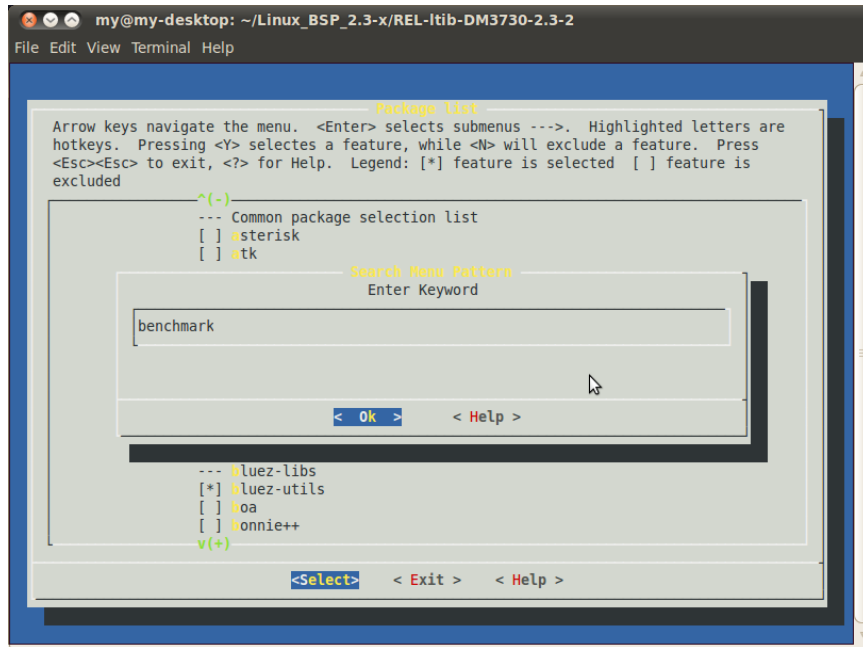 my@my-desktop: ~/Linux_BSP_2.3-x/REL-ltib-DM3730-2.3-2
File Edit View Terminal Help
Package list
Arrow keys navigate the menu. <Enter> selects submenus --->. Highlighted letters are
hotkeys. Pressing <Y> selectes a feature, while <N> will exclude a feature. Press
<Esc><Esc> to exit, <?> for Help. Legend: [*] feature is selected [ ] feature is
excluded
^(-)
--- Common package selection list
[ ] asterisk
[ ] atk
Search Menu Pattern
Enter Keyword
benchmark
< Ok > < Help >
--- bluez-libs
[*] bluez-utils
[ ] boa
[ ] bonnie++
v(+)
<Select> < Exit > < Help >